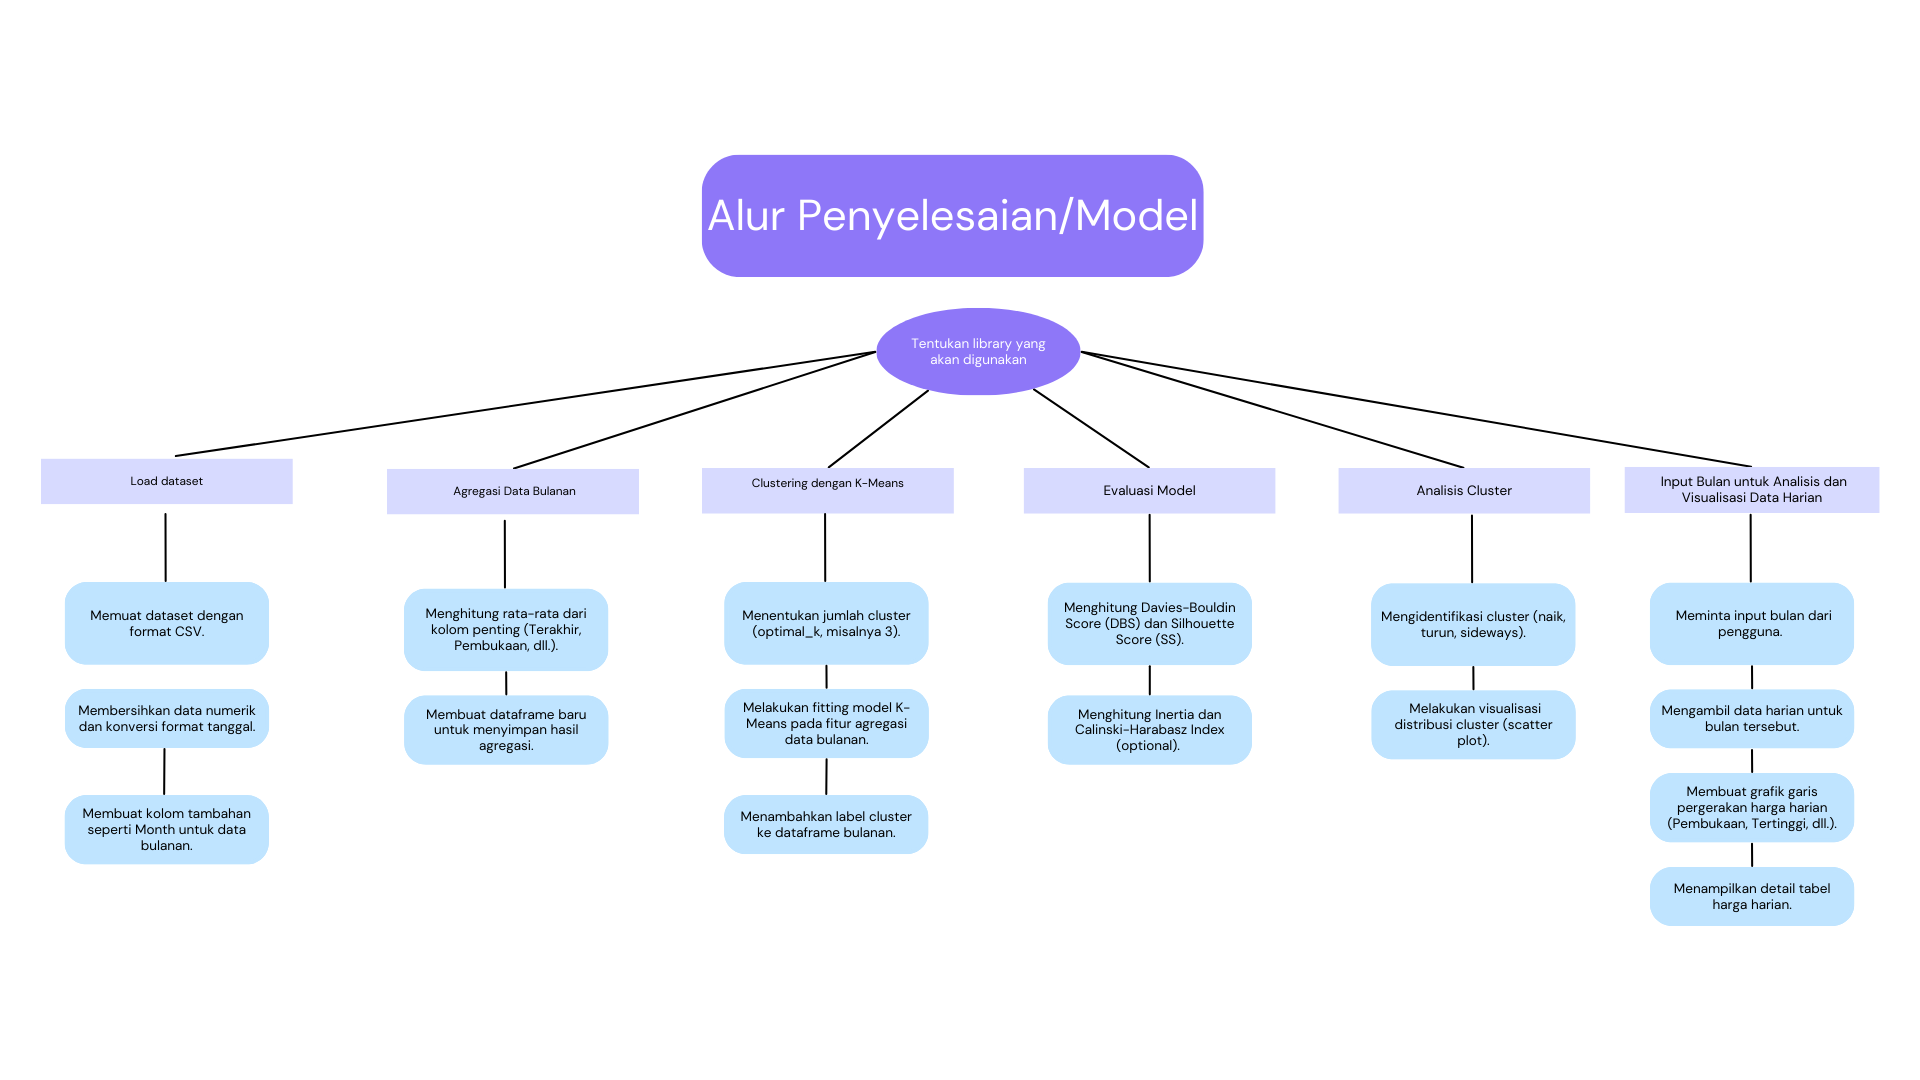 Alur Penyelesaian/Model
Tentukan library yang
akan digunakan
Load dataset
Memuat dataset dengan
format CSV.
Membersihkan data numerik
dan konversi format tanggal.
Membuat kolom tambahan
seperti Month untuk data
bulanan.
Agregasi Data Bulanan
Menghitung rata-rata dari
kolom penting (Terakhir,
Pembukaan, dll.).
Membuat dataframe baru
untuk menyimpan hasil
agregasi.
Clustering dengan K-Means
Menentukan jumlah cluster
(optimal_k, misalnya 3).
Melakukan fitting model K-
Means pada fitur agregasi
data bulanan.
Menambahkan label cluster
ke dataframe bulanan.
Evaluasi Model
Menghitung Davies-Bouldin
Score (DBS) dan Silhouette
Score (SS).
Menghitung Inertia dan
Calinski-Harabasz Index
(optional).
Analisis Cluster
Mengidentifikasi cluster (naik,
turun, sideways).
Melakukan visualisasi
distribusi cluster (scatter
plot).
Input Bulan untuk Analisis dan
Visualisasi Data Harian
Meminta input bulan dari
pengguna.
Mengambil data harian untuk
bulan tersebut.
Membuat grafik garis
pergerakan harga harian
(Pembukaan, Tertinggi, dll.).
Menampilkan detail tabel
harga harian.